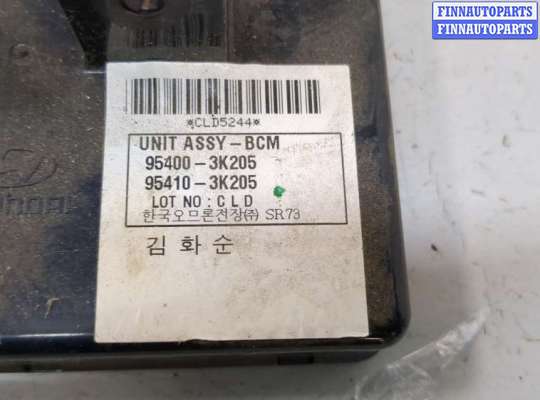 FINNAUTOPARTS
FINNAUTOPARTS
*CLD5244*
UNIT ASSY-BCM
95400-3K205
95410-3K205
LOT NO : C L D
한국오므론전장㈜ SR73
김 화 순